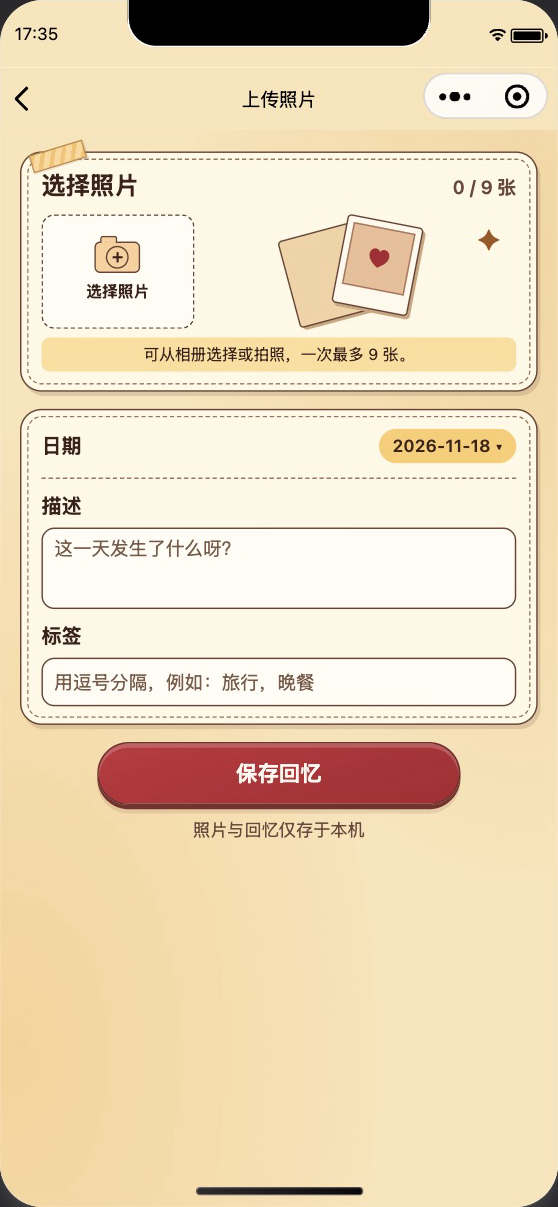 17:35
上传照片
选择照片
0 / 9 张
选择照片
可从相册选择或拍照，一次最多 9 张。
日期
2026-11-18 ▾
描述
这一天发生了什么呀？
标签
用逗号分隔，例如：旅行，晚餐
保存回忆
照片与回忆仅存于本机